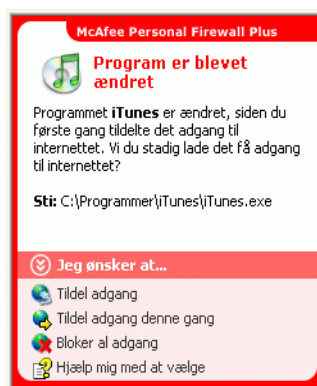 McAfee Personal Firewall Plus
Program er blevet
ændret
Programmet iTunes er ændret, siden du
første gang tildelte det adgang til
internettet. Vi du stadig lade det få adgang
til internettet?
Sti: C:\Programmer\iTunes\iTunes.exe
Jeg ønsker at...
Tildel adgang
Tildel adgang denne gang
Bloker al adgang
Hjælp mig med at vælge